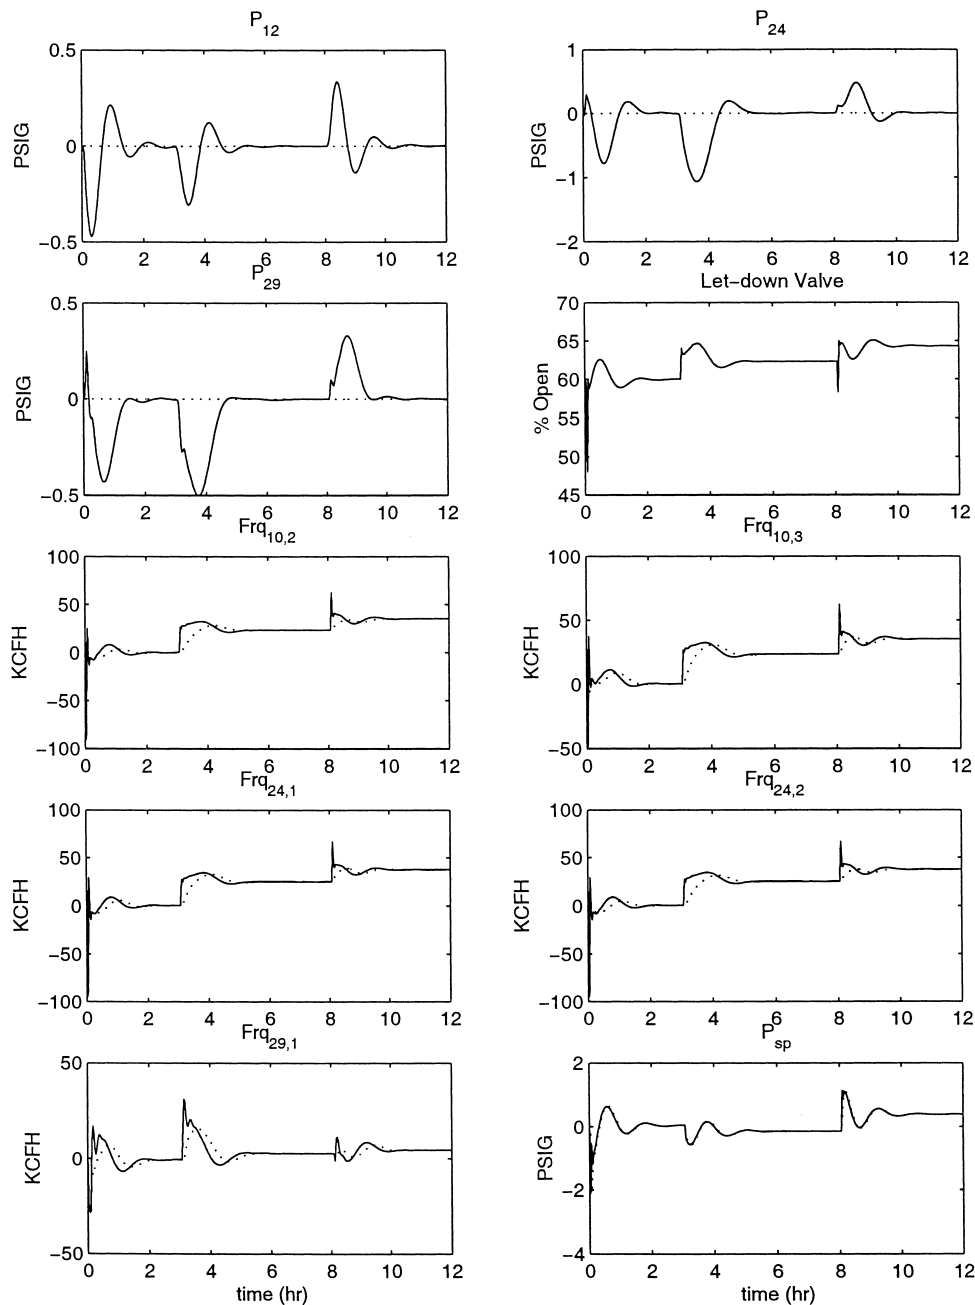 P12
0.5
0
−0.5
PSIG
0 2 4 6 8 10 12
P24
1
0
−1
−2
PSIG
0 2 4 6 8 10 12
P29
0.5
0
−0.5
PSIG
0 2 4 6 8 10 12
Let−down Valve
70
65
60
55
50
45
% Open
0 2 4 6 8 10 12
Frq10,2
100
50
0
−50
−100
KCFH
0 2 4 6 8 10 12
Frq10,3
100
50
0
−50
KCFH
0 2 4 6 8 10 12
Frq24,1
100
50
0
−50
−100
KCFH
0 2 4 6 8 10 12
Frq24,2
100
50
0
−50
−100
KCFH
0 2 4 6 8 10 12
Frq29,1
50
0
−50
KCFH
0 2 4 6 8 10 12
time (hr)
Psp
2
0
−2
−4
PSIG
0 2 4 6 8 10 12
time (hr)